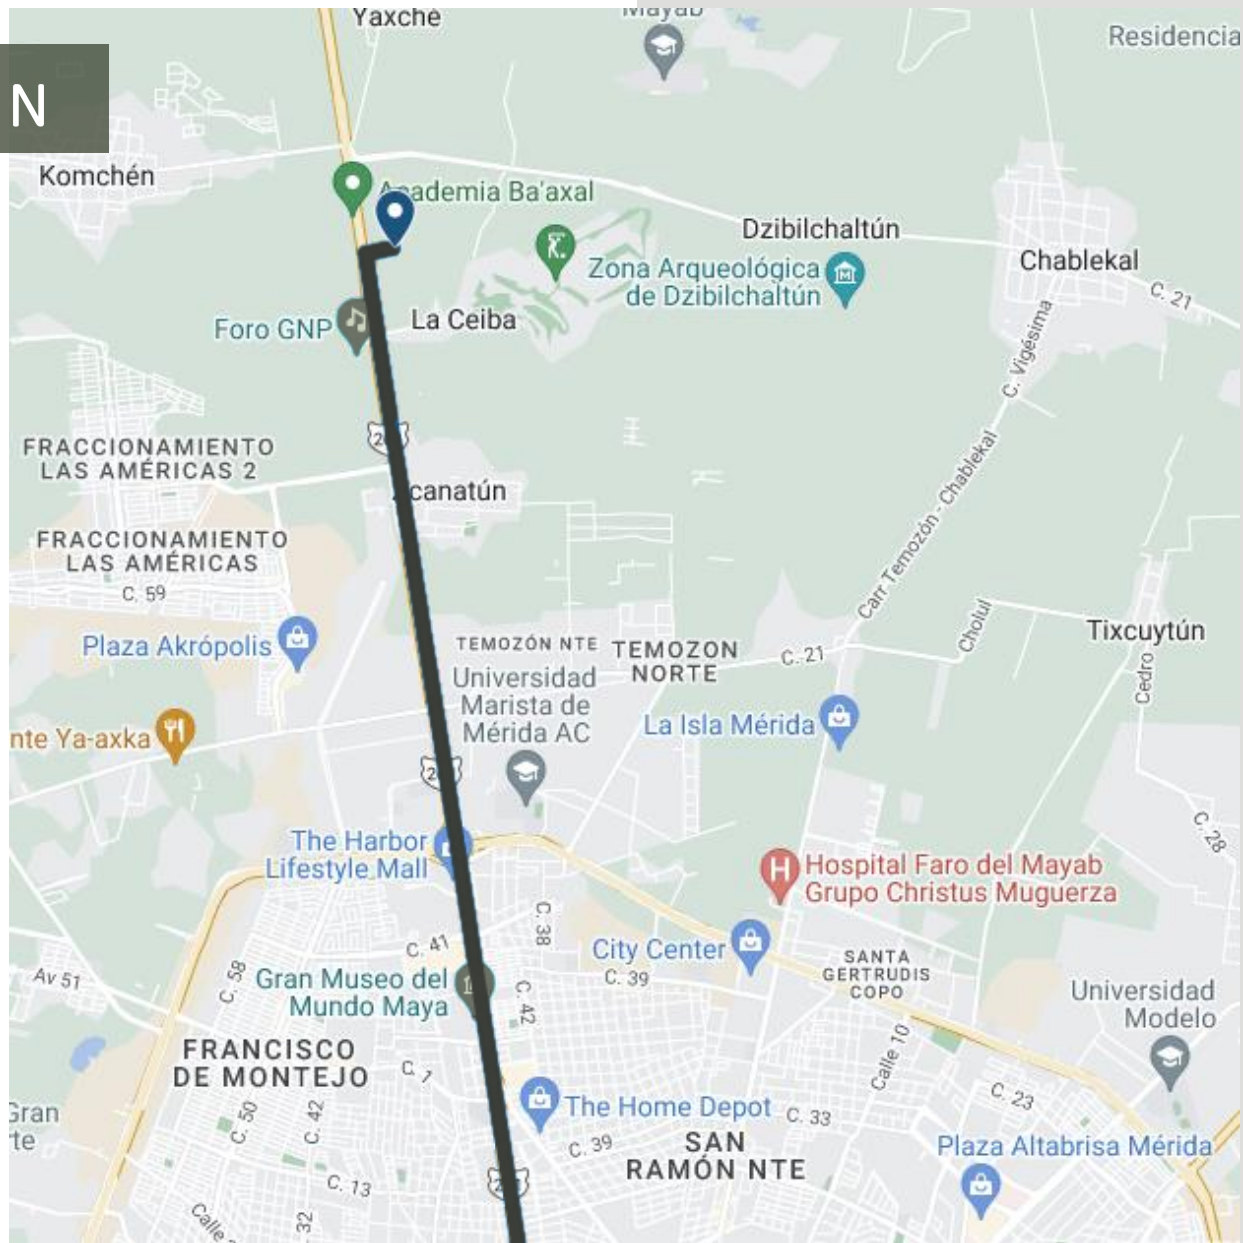 Yaxché
Mayab
Residencia
N
Komchén
Academia Ba'axal
Dzibilchaltún
Zona Arqueológica
de Dzibilchaltún
Chablekal
C. 21
Foro GNP
La Ceiba
C. Vigésima
FRACCIONAMIENTO
LAS AMÉRICAS 2
canatún
Carr Temozón - Chablekal
FRACCIONAMIENTO
LAS AMÉRICAS
C. 59
Plaza Akrópolis
TEMOZÓN NTE
TEMOZON
NORTE
C. 21
Cholul
Tixcuytún
Cedro
Universidad
Marista de
Mérida AC
La Isla Mérida
nte Ya-axka
C. 28
The Harbor
Lifestyle Mall
Hospital Faro del Mayab
Grupo Christus Muguerza
C. 38
C. 41
City Center
SANTA
GERTRUDIS
COPO
Av 51
C. 58
Gran Museo del
Mundo Maya
C. 39
C. 42
Universidad
Modelo
FRANCISCO
DE MONTEJO
C. 1
Calle 10
C. 23
Gran
rte
C. 50
C. 42
The Home Depot
C. 33
C. 39
SAN
RAMÓN NTE
Plaza Altabrisa Mérida
C. 13
Calle
32